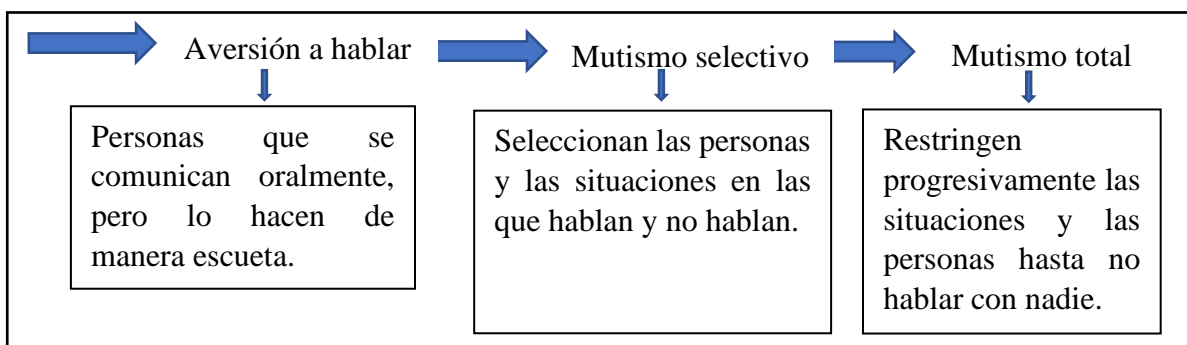 Aversión a hablar
Mutismo selectivo
Mutismo total
Personas que se
comunican oralmente,
pero lo hacen de
manera escueta.
Seleccionan las personas
y las situaciones en las
que hablan y no hablan.
Restringen
progresivamente las
situaciones y las
personas hasta no
hablar con nadie.